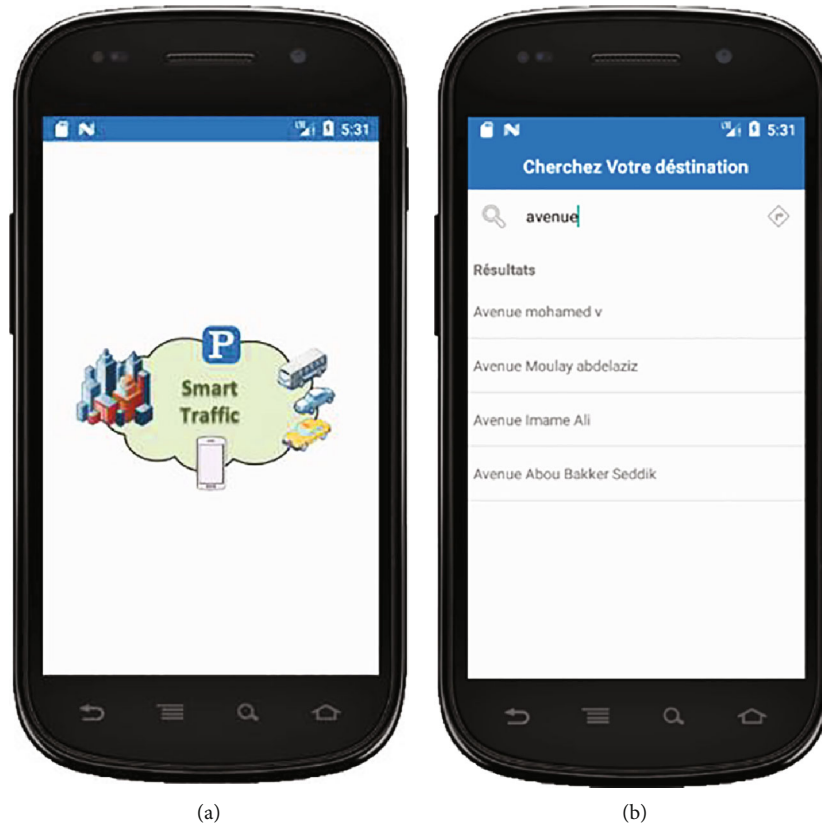 5:31
P
Smart
Traffic
(a)
5:31
Cherchez Votre déstination
avenue
Résultats
Avenue mohamed v
Avenue Moulay abdelaziz
Avenue Imame Ali
Avenue Abou Bakker Seddik
(b)